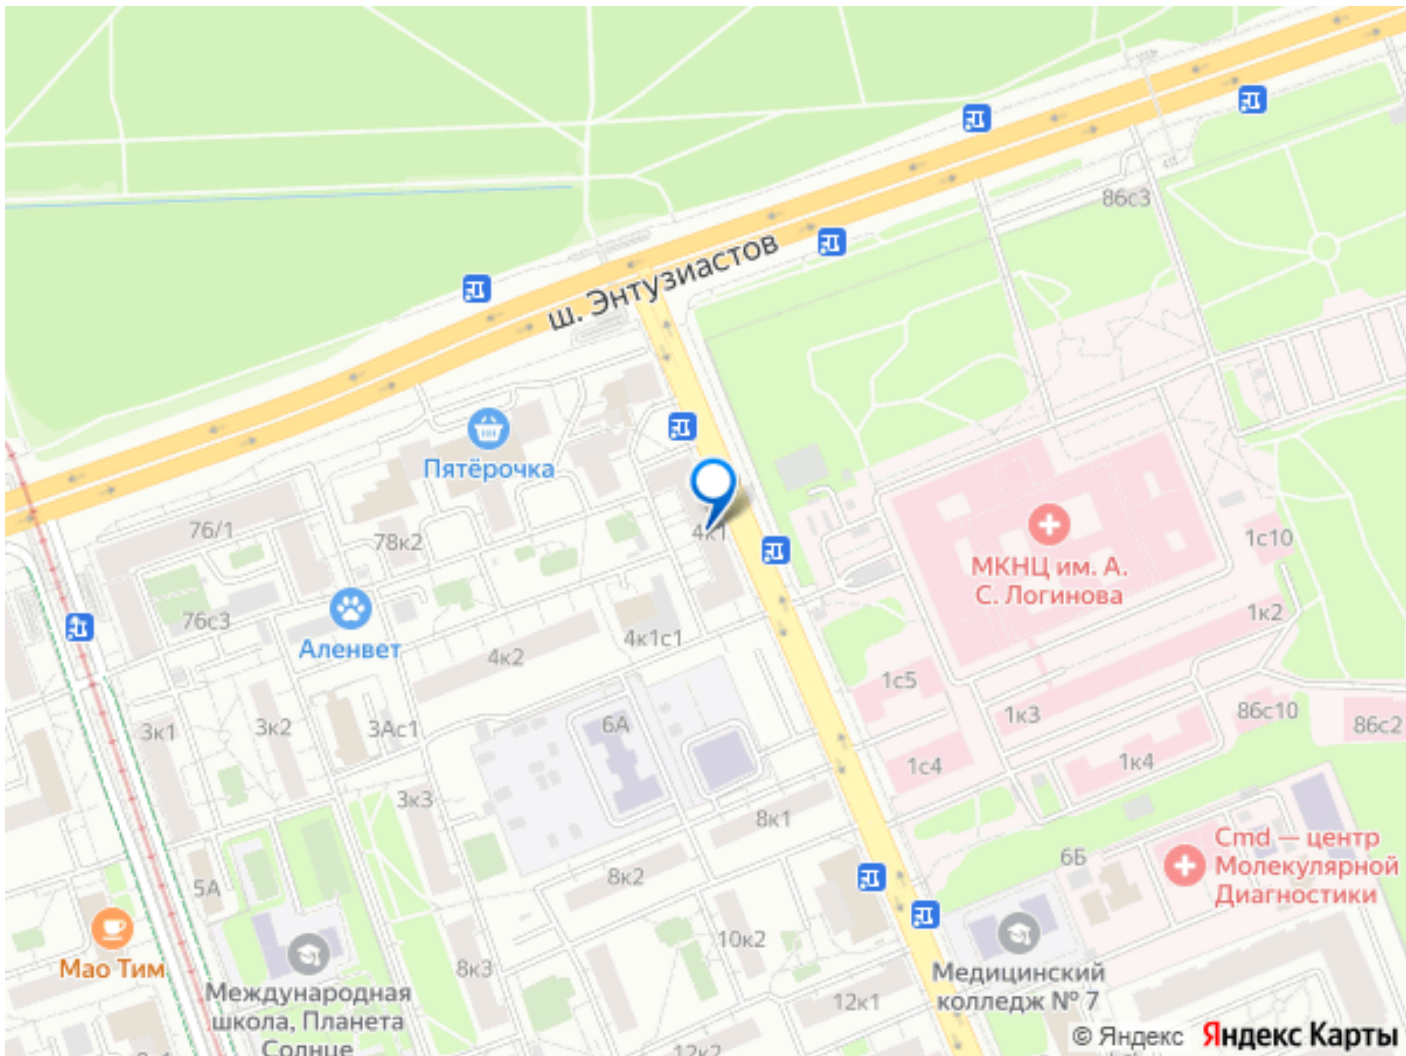 86с3
ш. Энтузиастов
Пятёрочка
76/1
78к2
4к1
МКНЦ им. А.
С. Логинова
1с10
1к2
76с3
Аленвет
4к1с1
4к2
1с5
1к3
86с10
86с2
3к1
3к2
3Ас1
6А
1с4
1к4
3к3
8к1
Cmd — центр
Молекулярной
Диагностики
6Б
5А
8к2
10к2
Мао Тим
8к3
Международная
школа, Планета
Солнце
Медицинский
колледж № 7
12к1
12к2
© Яндекс Яндекс Карты